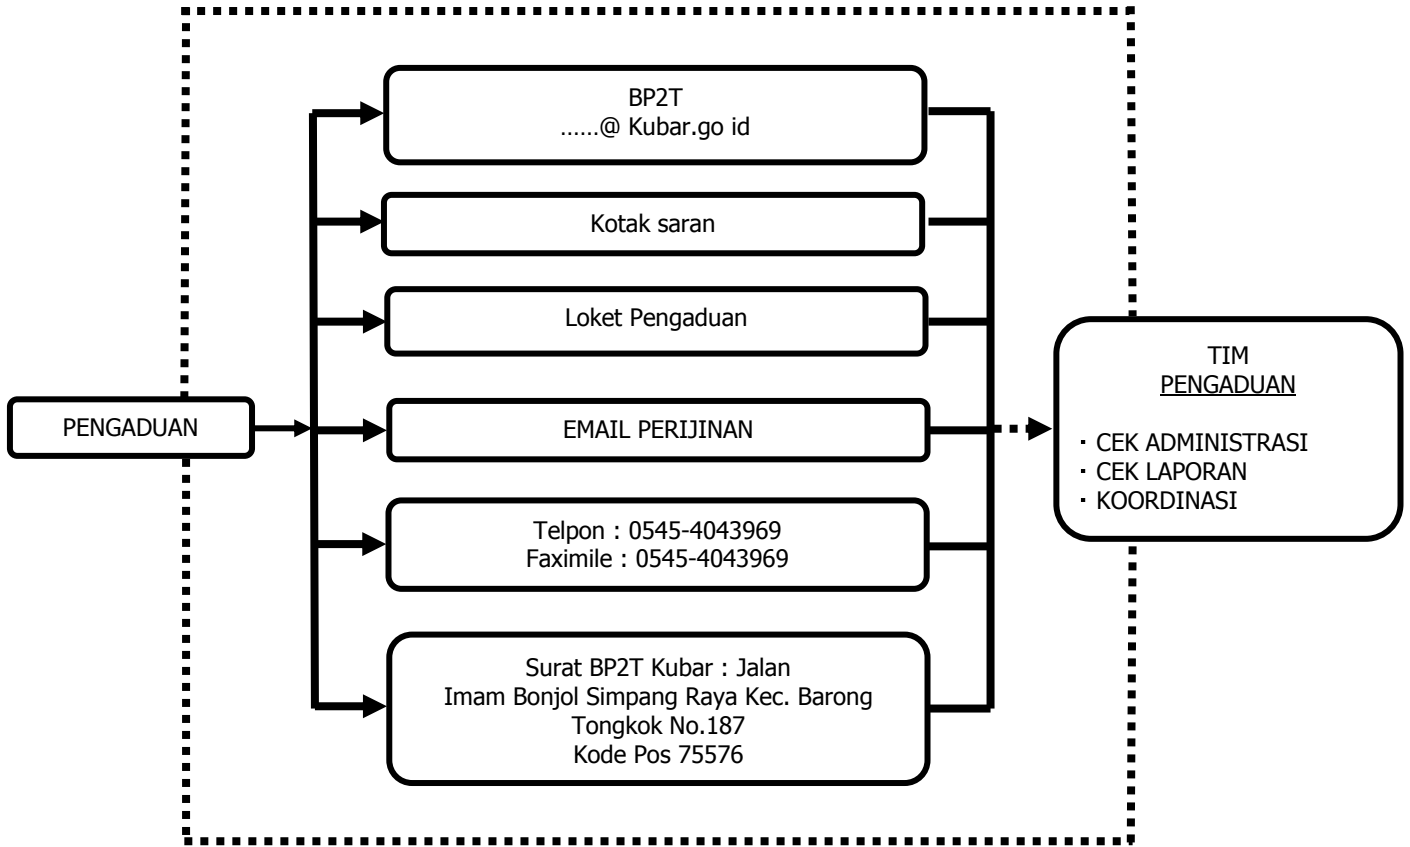 BP2T
……@ Kubar.go id
Kotak saran
Loket Pengaduan
PENGADUAN
EMAIL PERIJINAN
Telpon : 0545-4043969
Faximile : 0545-4043969
Surat BP2T Kubar : Jalan
Imam Bonjol Simpang Raya Kec. Barong
Tongkok No.187
Kode Pos 75576
TIM
PENGADUAN
· CEK ADMINISTRASI
· CEK LAPORAN
· KOORDINASI